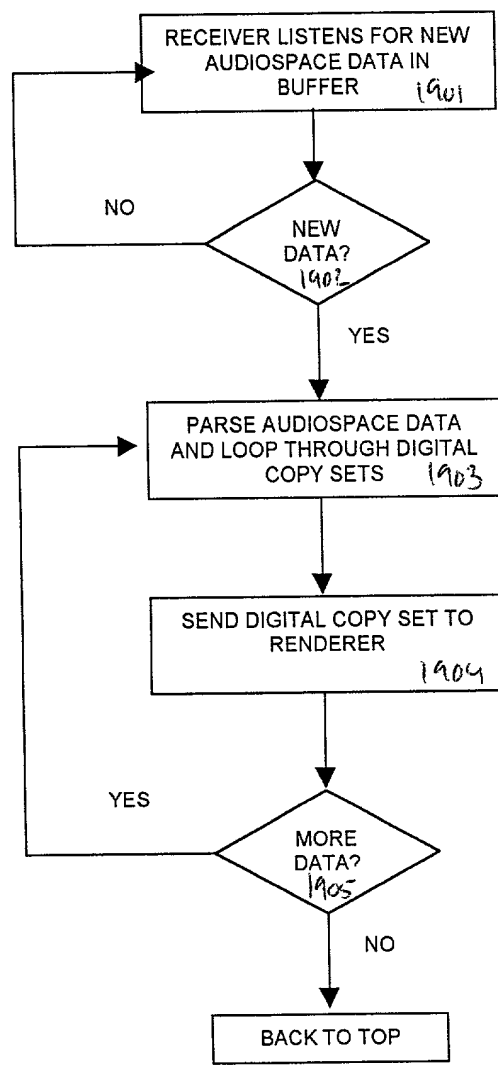 RECEIVER LISTENS FOR NEW
AUDIOSPACE DATA IN
BUFFER 1901
NO
NEW
DATA?
1902
YES
PARSE AUDIOSPACE DATA
AND LOOP THROUGH DIGITAL
COPY SETS 1903
SEND DIGITAL COPY SET TO
RENDERER
1904
YES
MORE
DATA?
1905
NO
BACK TO TOP